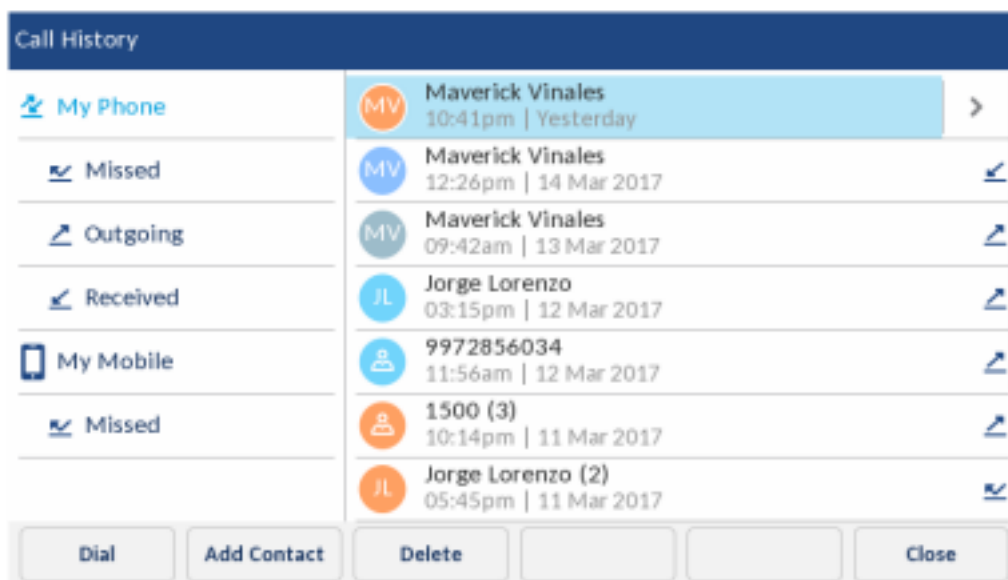 Call History
My Phone
Missed
Outgoing
Received
My Mobile
Missed
MV
Maverick Vinales
10:41pm | Yesterday
MV
Maverick Vinales
12:26pm | 14 Mar 2017
MV
Maverick Vinales
09:42am | 13 Mar 2017
JL
Jorge Lorenzo
03:15pm | 12 Mar 2017
9972856034
11:56am | 12 Mar 2017
1500 (3)
10:14pm | 11 Mar 2017
JL
Jorge Lorenzo (2)
05:45pm | 11 Mar 2017
Dial
Add Contact
Delete
Close